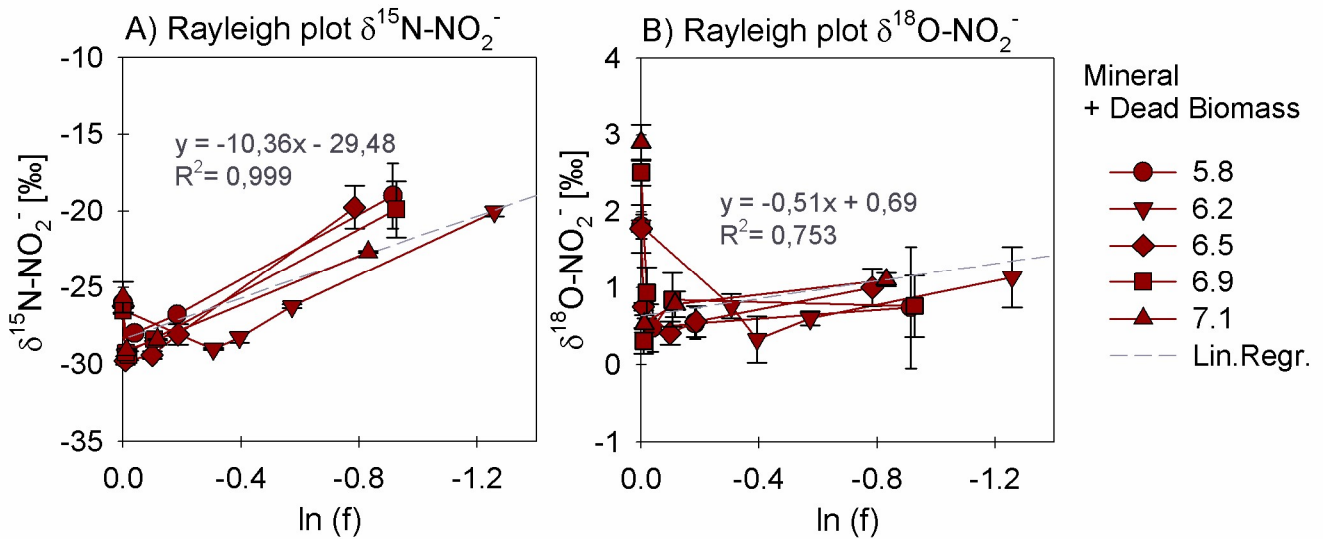 A) Rayleigh plot δ¹⁵N-NO₂⁻
B) Rayleigh plot δ¹⁸O-NO₂⁻
δ¹⁵N-NO₂⁻ [‰]
-10
-15
-20
-25
-30
-35
y = -10,36x - 29,48
R²= 0,999
0.0
-0.4
-0.8
-1.2
ln (f)
δ¹⁸O-NO₂⁻ [‰]
4
3
2
1
0
-1
y = -0,51x + 0,69
R²= 0,753
0.0
-0.4
-0.8
-1.2
ln (f)
Mineral
+ Dead Biomass
5.8
6.2
6.5
6.9
7.1
Lin.Regr.